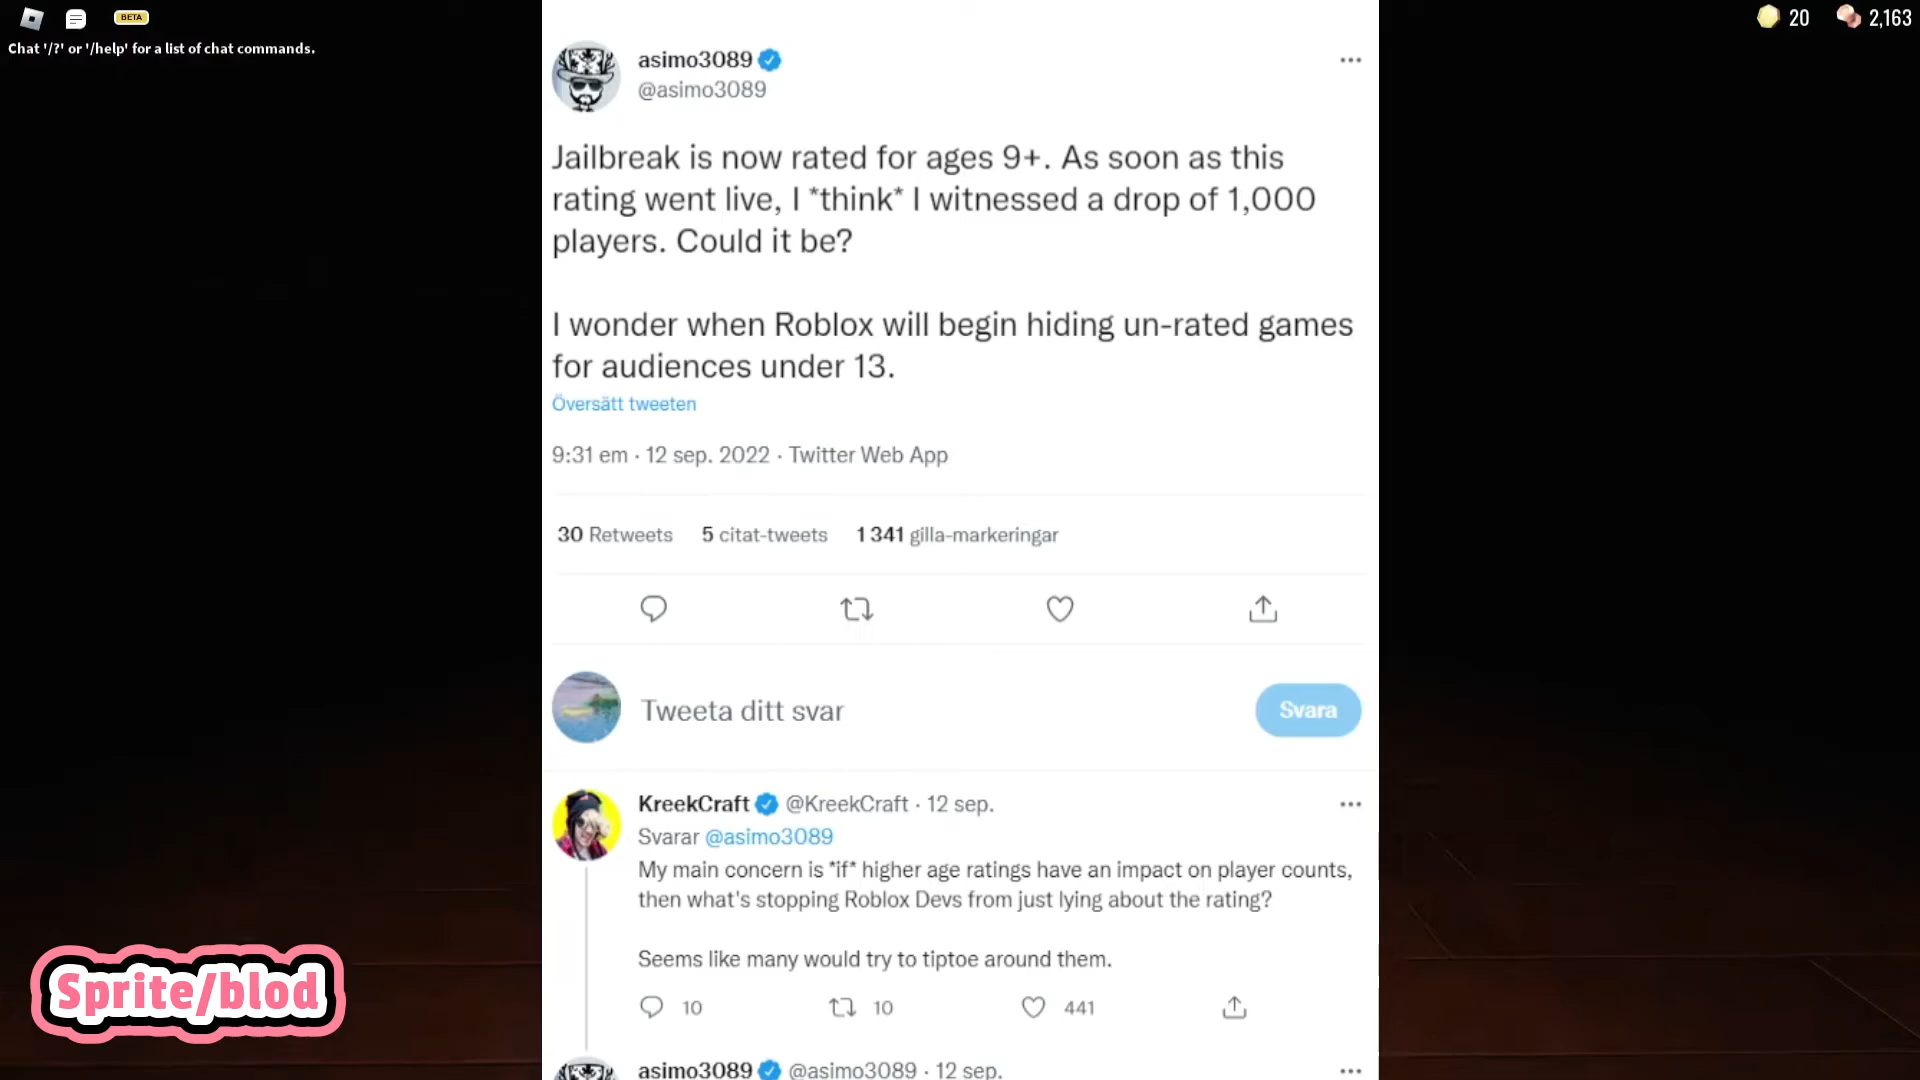 BETA
20
2,163
Chat '/?' or '/help' for a list of chat commands.
asimo3089
@asimo3089
Jailbreak is now rated for ages 9+. As soon as this
rating went live, I *think* I witnessed a drop of 1,000
players. Could it be?
I wonder when Roblox will begin hiding un-rated games
for audiences under 13.
Översätt tweeten
9:31 em · 12 sep. 2022 · Twitter Web App
30 Retweets 5 citat-tweets 1 341 gilla-markeringar
Tweeta ditt svar
Svara
KreekCraft @KreekCraft · 12 sep.
Svarar @asimo3089
My main concern is *if* higher age ratings have an impact on player counts,
then what's stopping Roblox Devs from just lying about the rating?
Seems like many would try to tiptoe around them.
10 10 441
asimo3089 @asimo3089 · 12 sep.
Sprite/blod